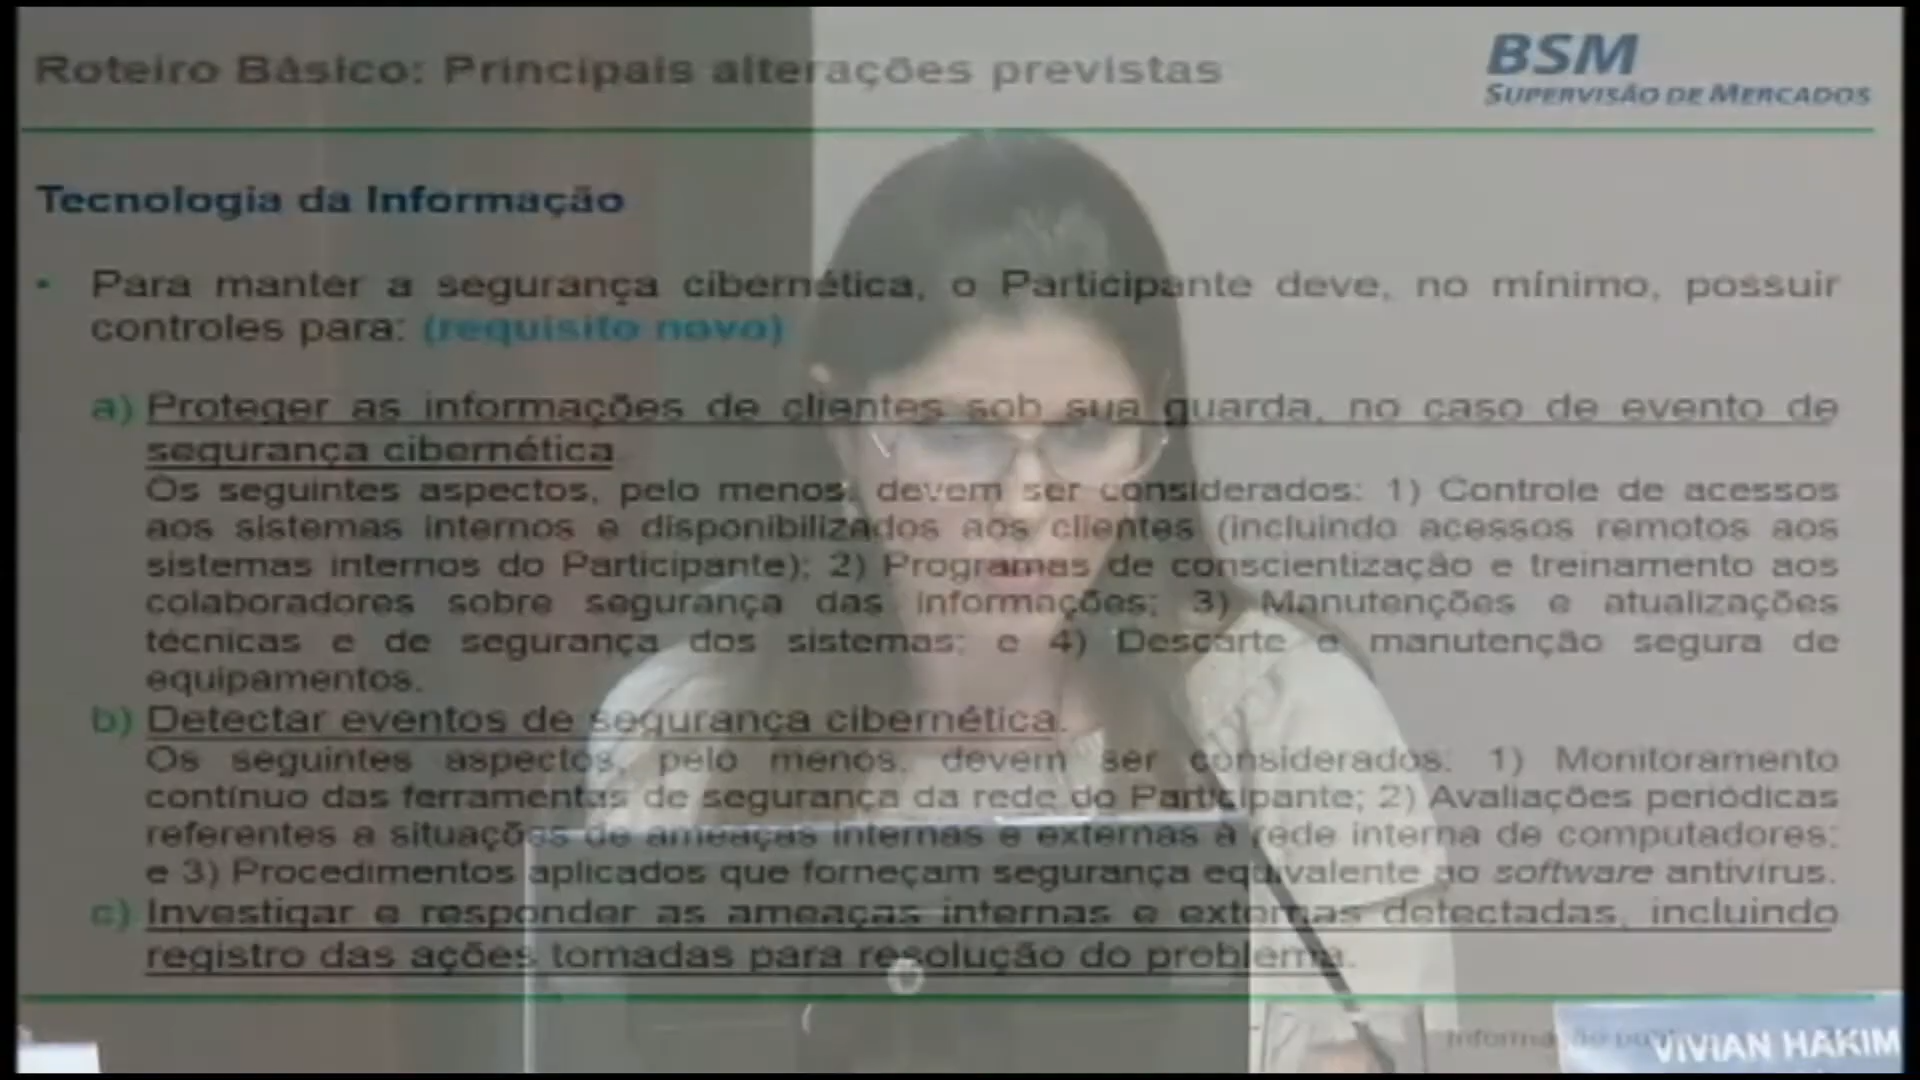 Roteiro Básico: Principais alterações previstas
BSM
SUPERVISÃO DE MERCADOS
Tecnologia da Informação
• Para manter a segurança cibernética, o Participante deve, no mínimo, possuir
controles para: (requisito novo)
a) Proteger as informações de clientes sob sua guarda, no caso de evento de
segurança cibernética.
Os seguintes aspectos, pelo menos, devem ser considerados: 1) Controle de acessos
aos sistemas internos e disponibilizados aos clientes (incluindo acessos remotos aos
sistemas internos do Participante); 2) Programas de conscientização e treinamento aos
colaboradores sobre segurança das informações; 3) Manutenções e atualizações
técnicas e de segurança dos sistemas; e 4) Descarte e manutenção segura de
equipamentos.
b) Detectar eventos de segurança cibernética.
Os seguintes aspectos, pelo menos, devem ser considerados: 1) Monitoramento
contínuo das ferramentas de segurança da rede do Participante; 2) Avaliações periódicas
referentes a situações de ameaças internas e externas à rede interna de computadores;
e 3) Procedimentos aplicados que forneçam segurança equivalente ao software antivírus.
c) Investigar e responder as ameaças internas e externas detectadas, incluindo
registro das ações tomadas para resolução do problema.
VIVIAN HAKIM